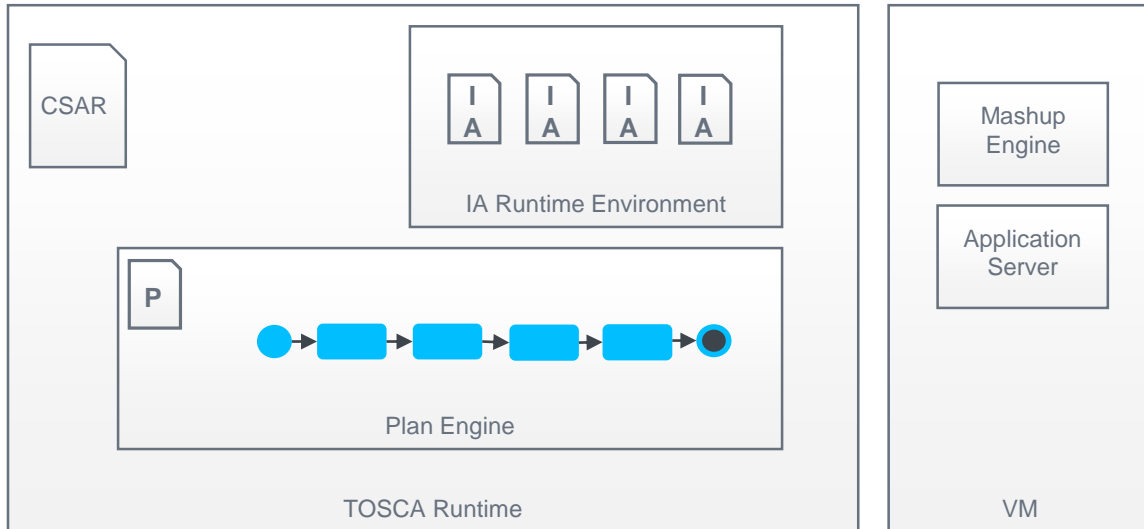 CSAR
I
A
I
A
I
A
I
A
IA Runtime Environment
P
Plan Engine
TOSCA Runtime
Mashup
Engine
Application
Server
VM